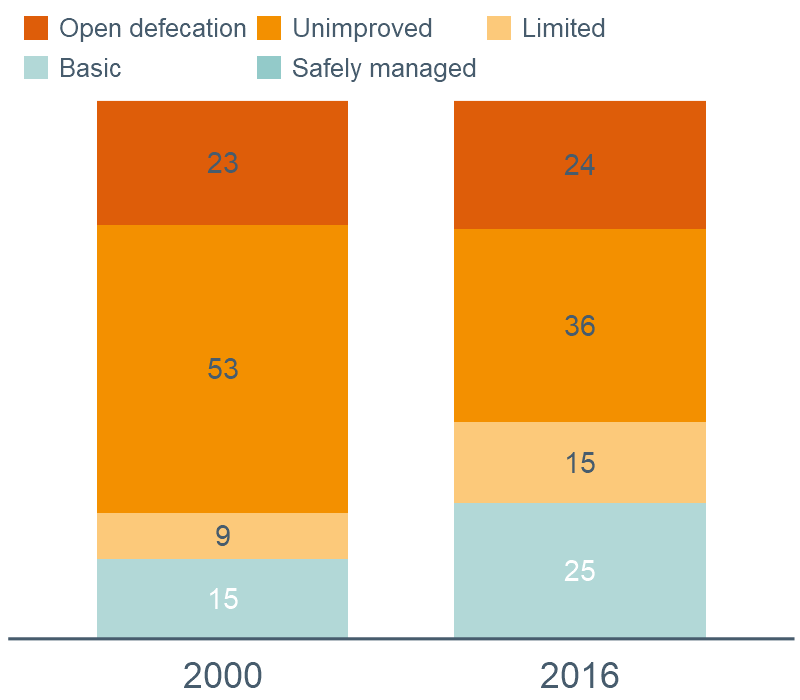 Open defecation Unimproved Limited
Basic Safely managed
23 24
53 36
9 15
15 25
2000 2016